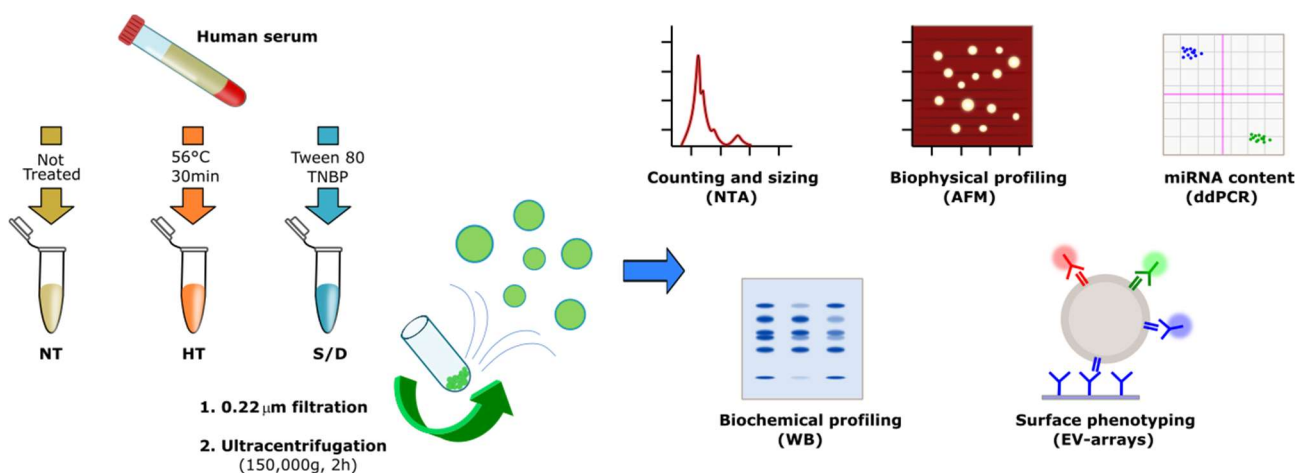 Human serum
Not
Treated
56°C
30min
Tween 80
TNBP
NT
HT
S/D
1. 0.22 μm filtration
2. Ultracentrifugation
(150,000g, 2h)
Counting and sizing
(NTA)
Biophysical profiling
(AFM)
miRNA content
(ddPCR)
Biochemical profiling
(WB)
Surface phenotyping
(EV-arrays)